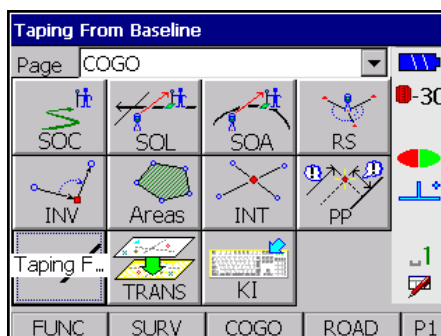 Taping From Baseline
Page COGO
-30
SOC SOL SOA RS
INV Areas INT PP
Taping F... TRANS KI
1
FUNC SURV COGO ROAD P1